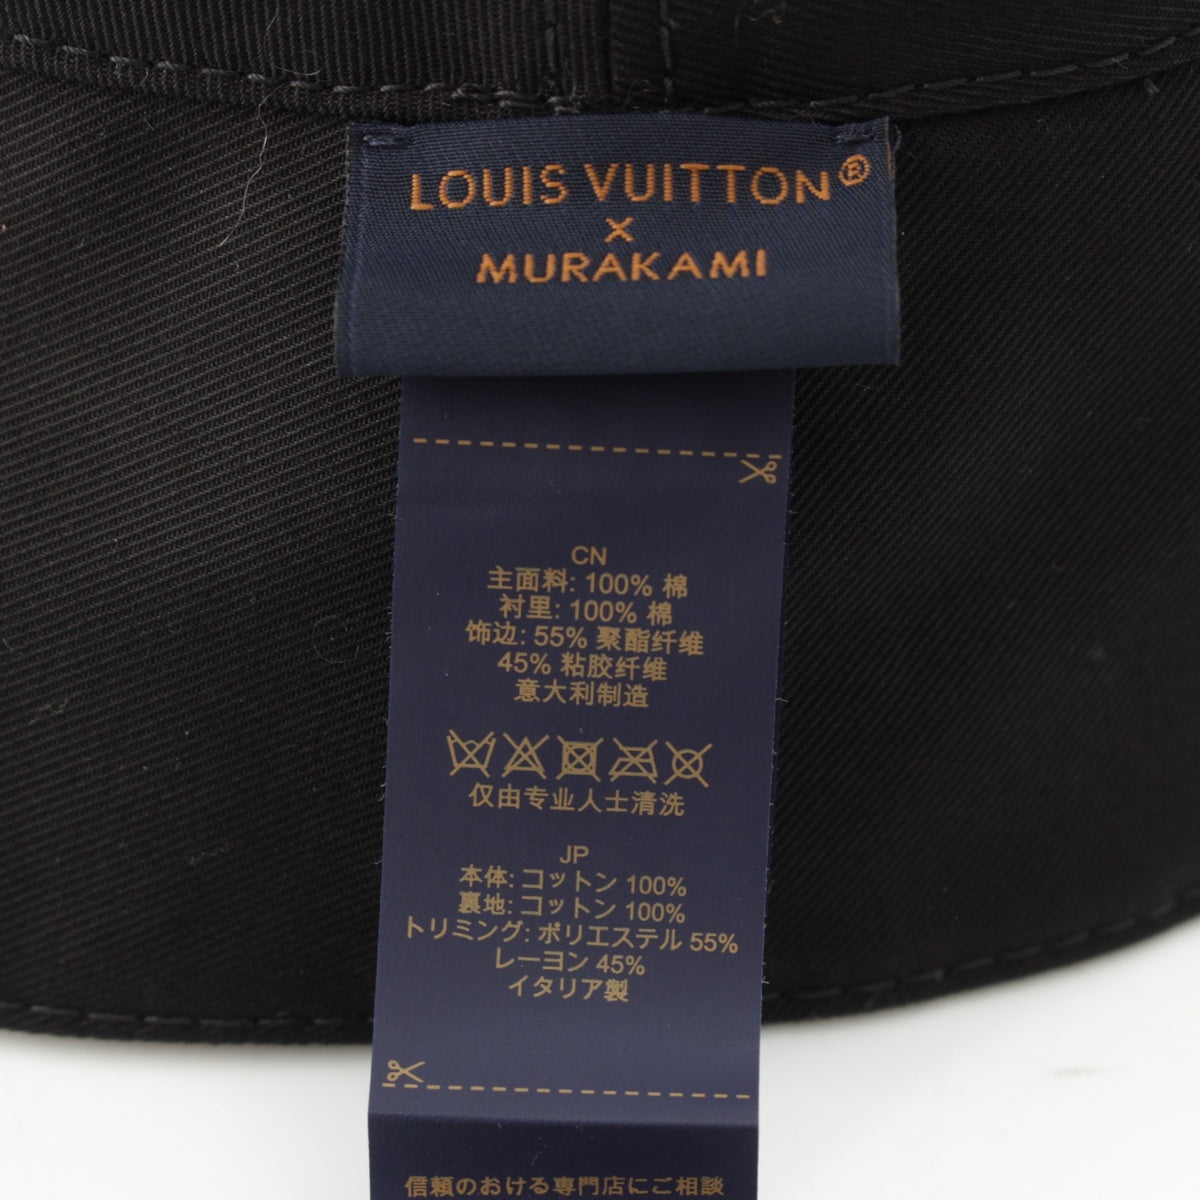 LOUIS VUITTON®
X
MURAKAMI
CN
主面料: 100% 棉
衬里: 100% 棉
饰边: 55% 聚酯纤维
45% 粘胶纤维
意大利制造
仅由专业人士清洗
JP
本体: コットン 100%
裏地: コットン 100%
トリミング: ポリエステル 55%
レーヨン 45%
イタリア製
信頼のおける専門店にご相談